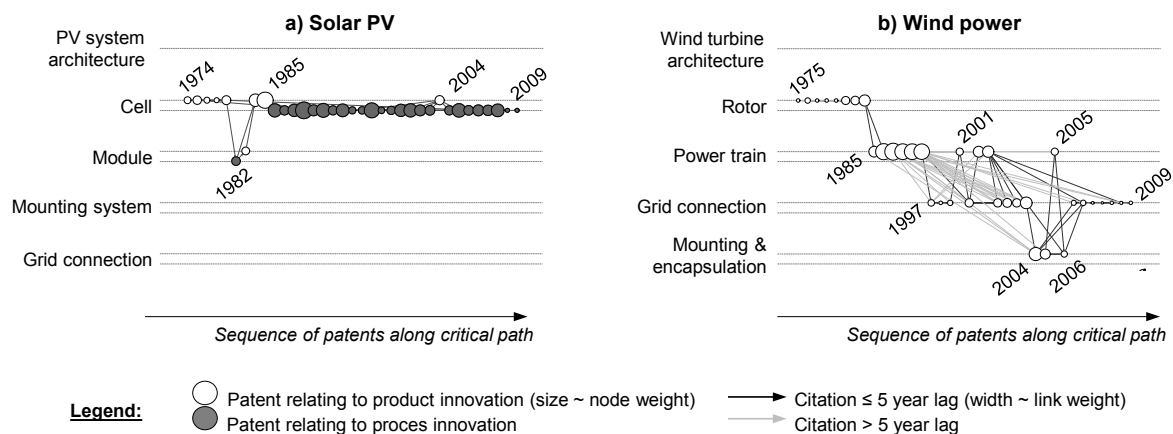 a) Solar PV
PV system
architecture
1974
1985
2004
2009
Cell
Module
1982
Mounting system
Grid connection
Sequence of patents along critical path
b) Wind power
Wind turbine
architecture
1975
Rotor
2001
2005
Power train
1985
2009
Grid connection
1997
Mounting &
encapsulation
2004
2006
Sequence of patents along critical path
Legend:
Patent relating to product innovation (size ~ node weight)
Patent relating to proces innovation
Citation ≤ 5 year lag (width ~ link weight)
Citation > 5 year lag